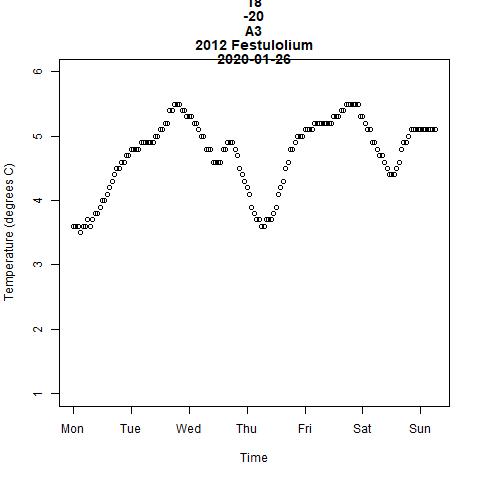 18
-20
A3
2012 Festulolium
2020-01-26
Temperature (degrees C)
6
5
4
3
2
1
Mon Tue Wed Thu Fri Sat Sun
Time